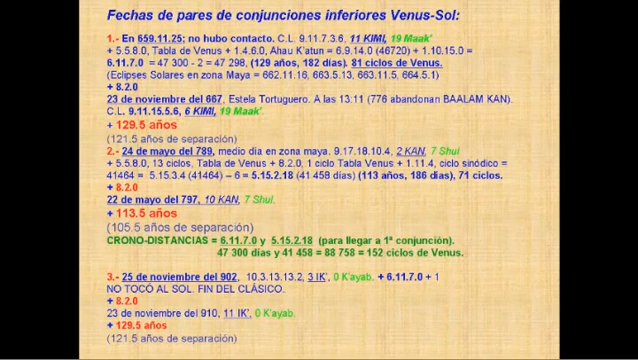 Fechas de pares de conjunciones inferiores Venus-Sol:
1.- En 659.11.25; no hubo contacto. C.L. 9.11.7.3.6, 11 KIMI, 19 Maak'
+ 5.5.8.0, Tabla de Venus + 1.4.6.0, Ahau K'atun = 6.9.14.0 (46720) + 1.10.15.0 =
6.11.7.0 = 47 300 - 2 = 47 298, (129 años, 182 días). 81 ciclos de Venus.
(Eclipses Solares en zona Maya = 662.11.16, 663.5.13, 663.11.5, 664.5.1)
+ 8.2.0
23 de noviembre del 667, Estela Tortuguero. A las 13:11 (776 abandonan BAALAM KAN).
C.L. 9.11.15.5.6, 6 KIMI, 19 Maak'.
+ 129.5 años
(121.5 años de separación)
2.- 24 de mayo del 789, medio día en zona maya. 9.17.18.10.4, 2 KAN, 7 Shul
+ 5.5.8.0, 13 ciclos, Tabla de Venus + 8.2.0, 1 ciclo Tabla Venus + 1.11.4, ciclo sinódico =
41464 = 5.15.3.4 (41464) – 6 = 5.15.2.18 (41 458 días) (113 años, 186 días), 71 ciclos.
+ 8.2.0
22 de mayo del 797, 10 KAN, 7 Shul.
+ 113.5 años
(105.5 años de separación)
CRONO-DISTANCIAS = 6.11.7.0 y 5.15.2.18 (para llegar a 1ª conjunción).
47 300 días y 41 458 = 88 758 = 152 ciclos de Venus.
3.- 25 de noviembre del 902, 10.3.13.13.2, 3 IK', 0 K'ayab. + 6.11.7.0 + 1
NO TOCÓ AL SOL. FIN DEL CLÁSICO.
+ 8.2.0
23 de noviembre del 910, 11 IK', 0 K'ayab.
+ 129.5 años
(121.5 años de separación)